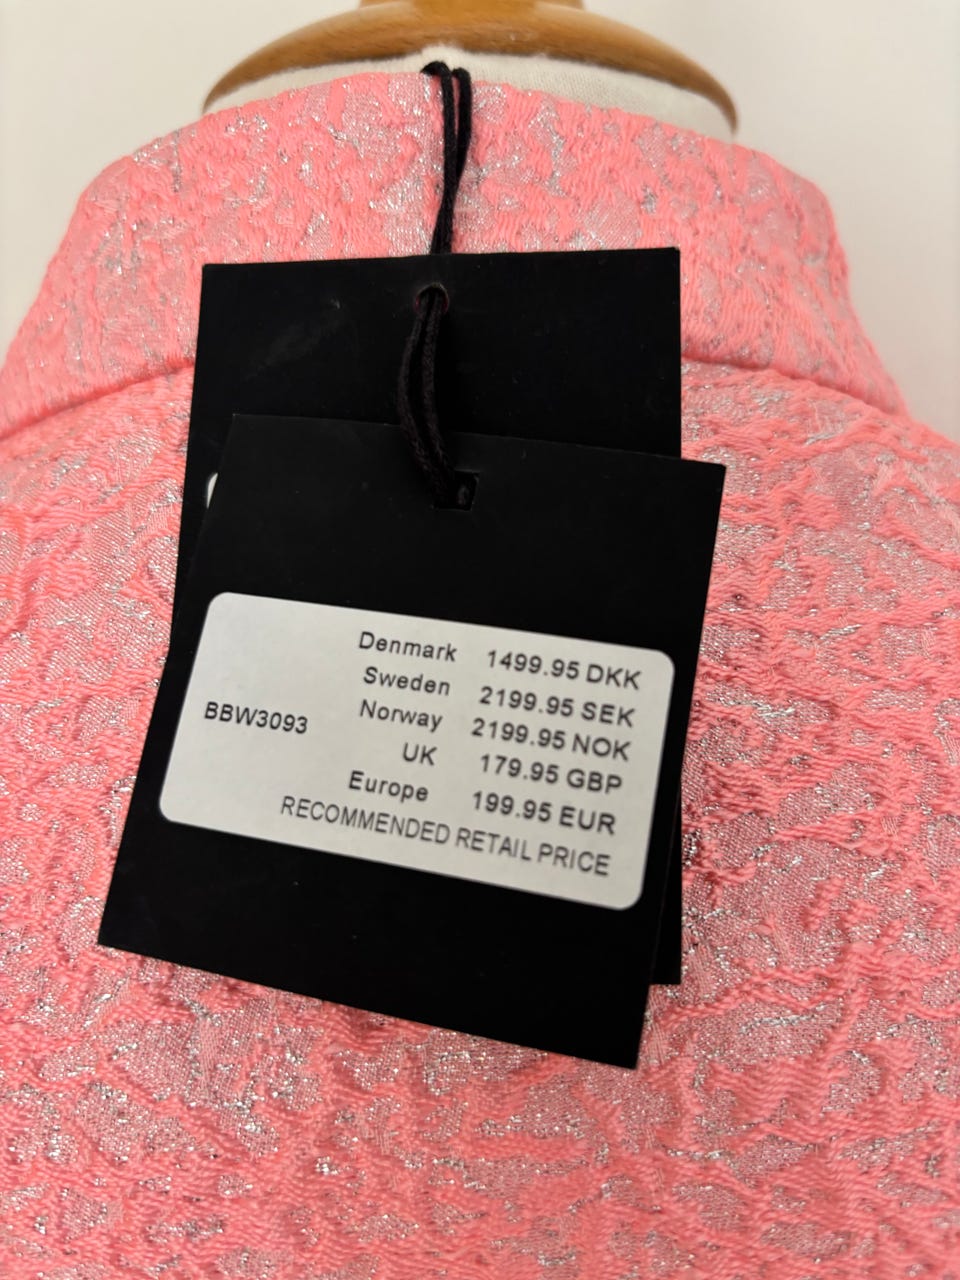 Denmark 1499.95 DKK
Sweden 2199.95 SEK
Norway 2199.95 NOK
BBW3093
UK 179.95 GBP
Europe 199.95 EUR
RECOMMENDED RETAIL PRICE